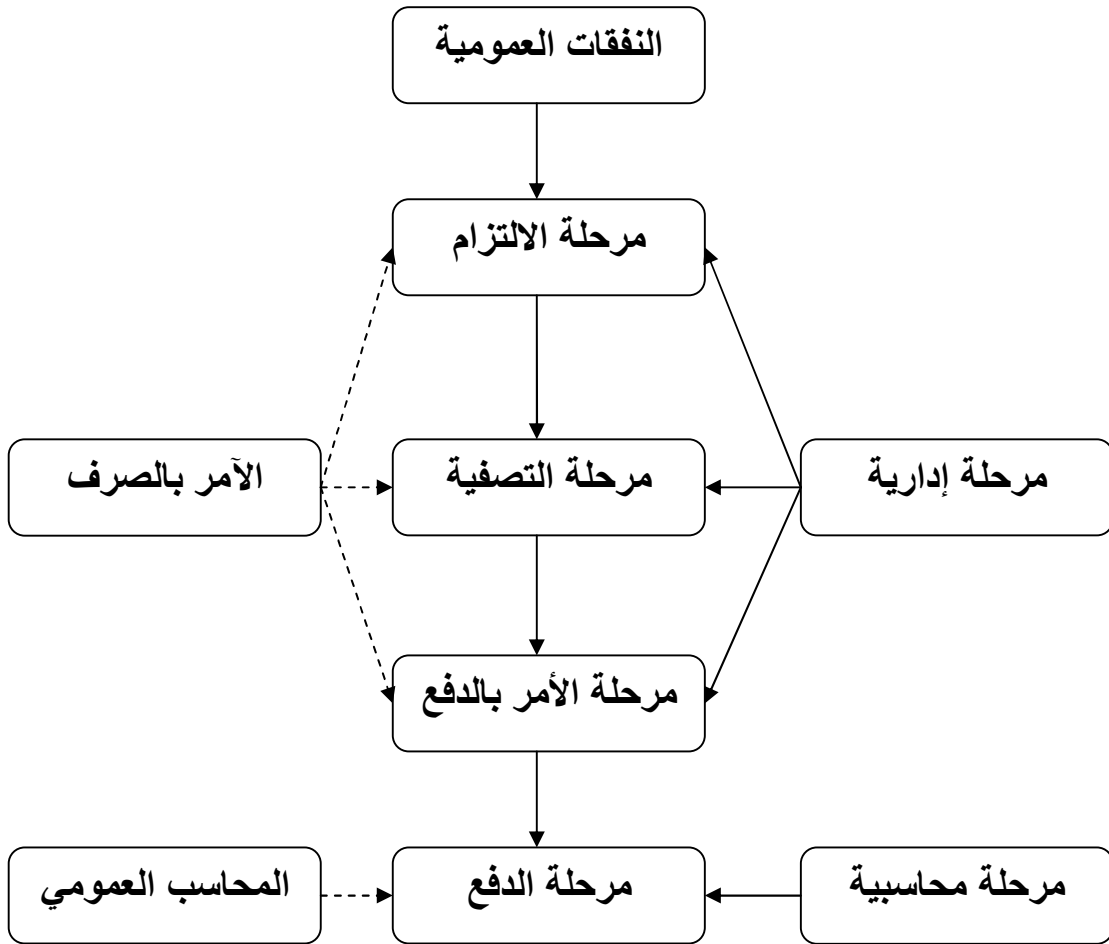 النفقات العمومية
مرحلة الالتزام
مرحلة إدارية
مرحلة التصفية
الآمر بالصرف
مرحلة الأمر بالدفع
مرحلة محاسبية
مرحلة الدفع
المحاسب العمومي